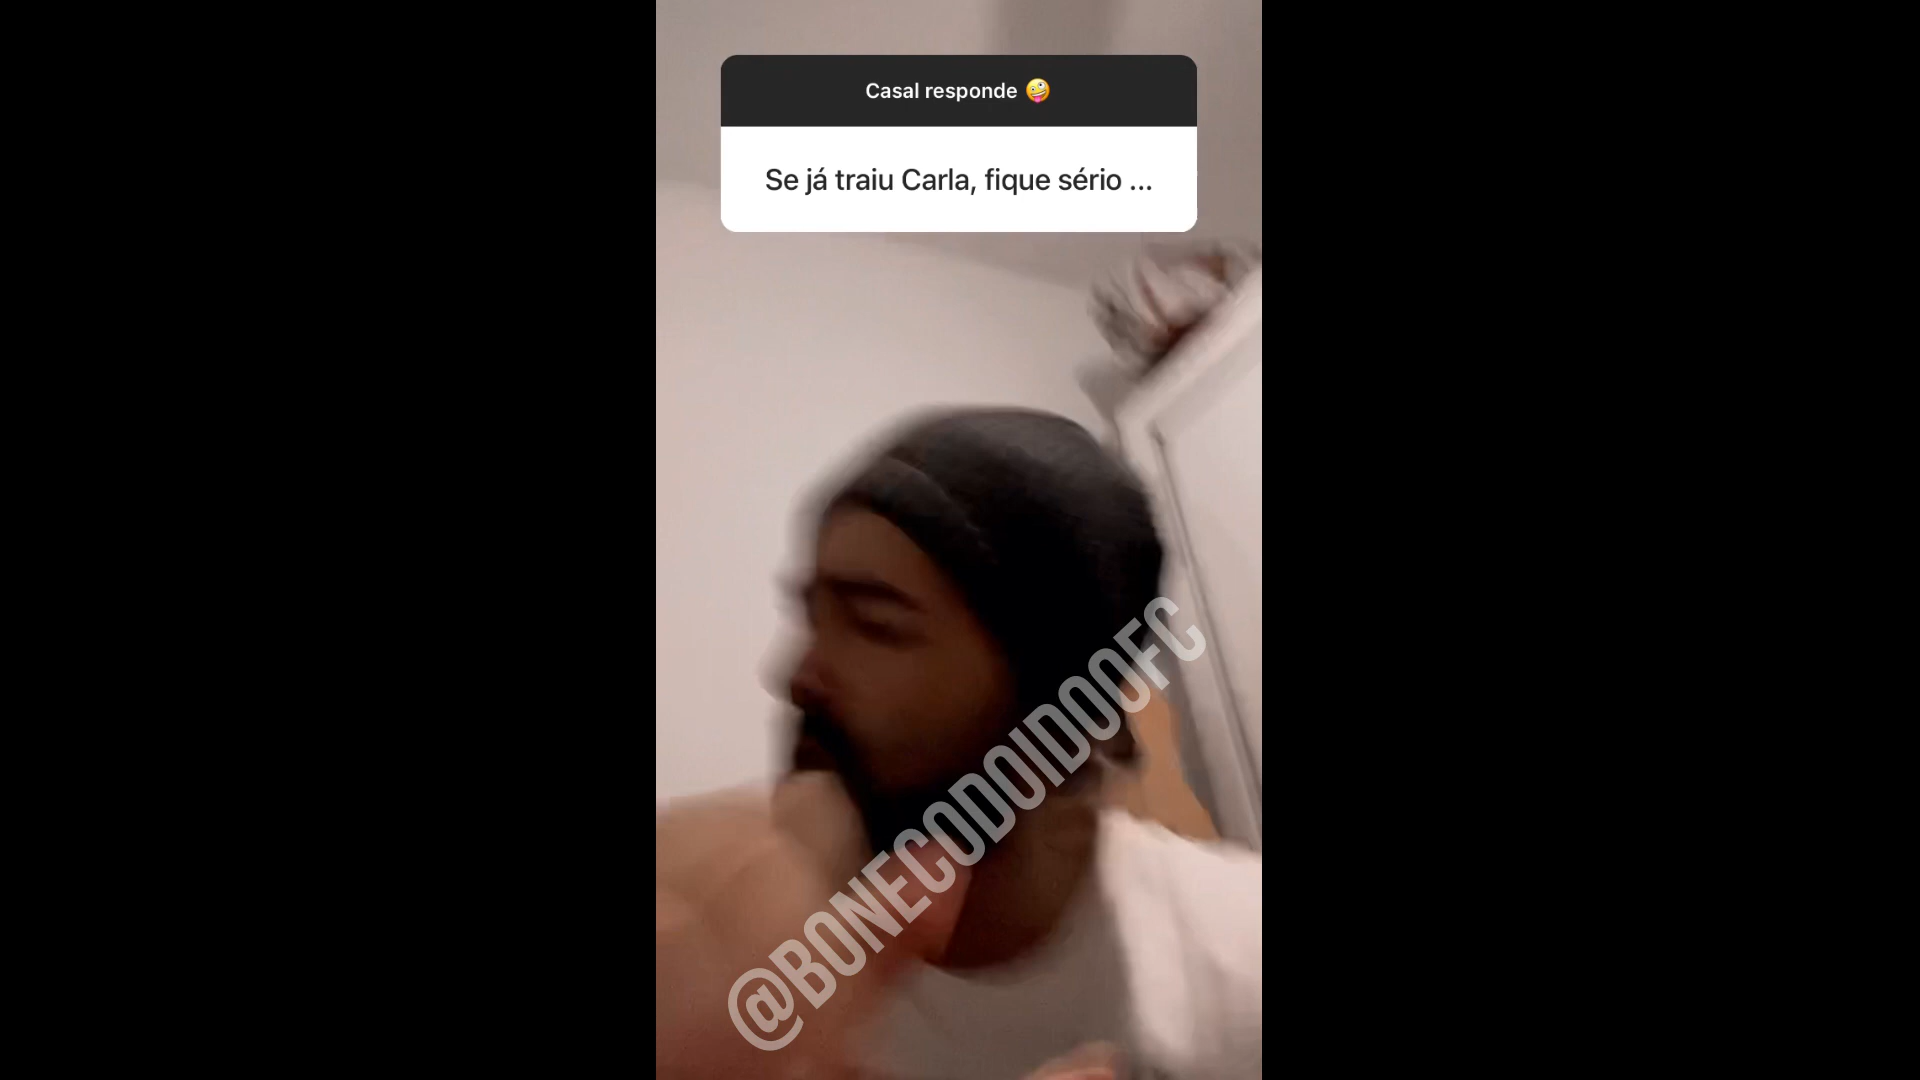 Casal responde 🤪
Se já traiu Carla, fique sério ...
@BONECODOIDOOFC